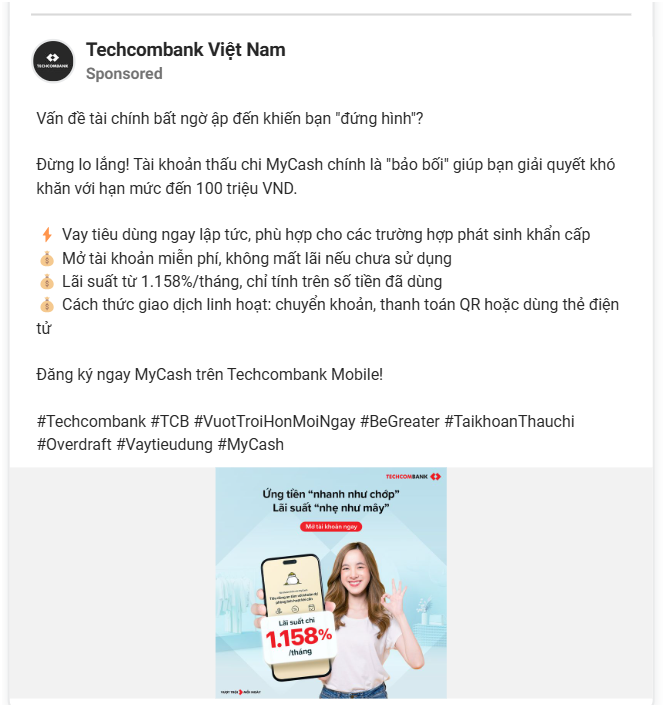 Techcombank Việt Nam
TECHCOMBANK
Sponsored
Vấn đề tài chính bất ngờ ập đến khiến bạn "đứng hình"?
Đừng lo lắng! Tài khoản thấu chi MyCash chính là "bảo bối" giúp bạn giải quyết khó
khăn với hạn mức đến 100 triệu VND.
Vay tiêu dùng ngay lập tức, phù hợp cho các trường hợp phát sinh khẩn cấp
Mở tài khoản miễn phí, không mất lãi nếu chưa sử dụng
Lãi suất từ 1.158%/tháng, chỉ tính trên số tiền đã dùng
Cách thức giao dịch linh hoạt: chuyển khoản, thanh toán QR hoặc dùng thẻ điện
tử
Đăng ký ngay MyCash trên Techcombank Mobile!
#Techcombank #TCB #VuotTroiHonMoiNgay #BeGreater #TaikhoanThauchi
#Overdraft #Vaytieudung #MyCash
TECHCOMBANK
Ứng tiền “nhanh như chớp”
Lãi suất “nhẹ như mây”
Mở tài khoản ngay
Lãi suất chỉ
1.158%
/tháng
VƯỢT TRỘI MỖI NGÀY